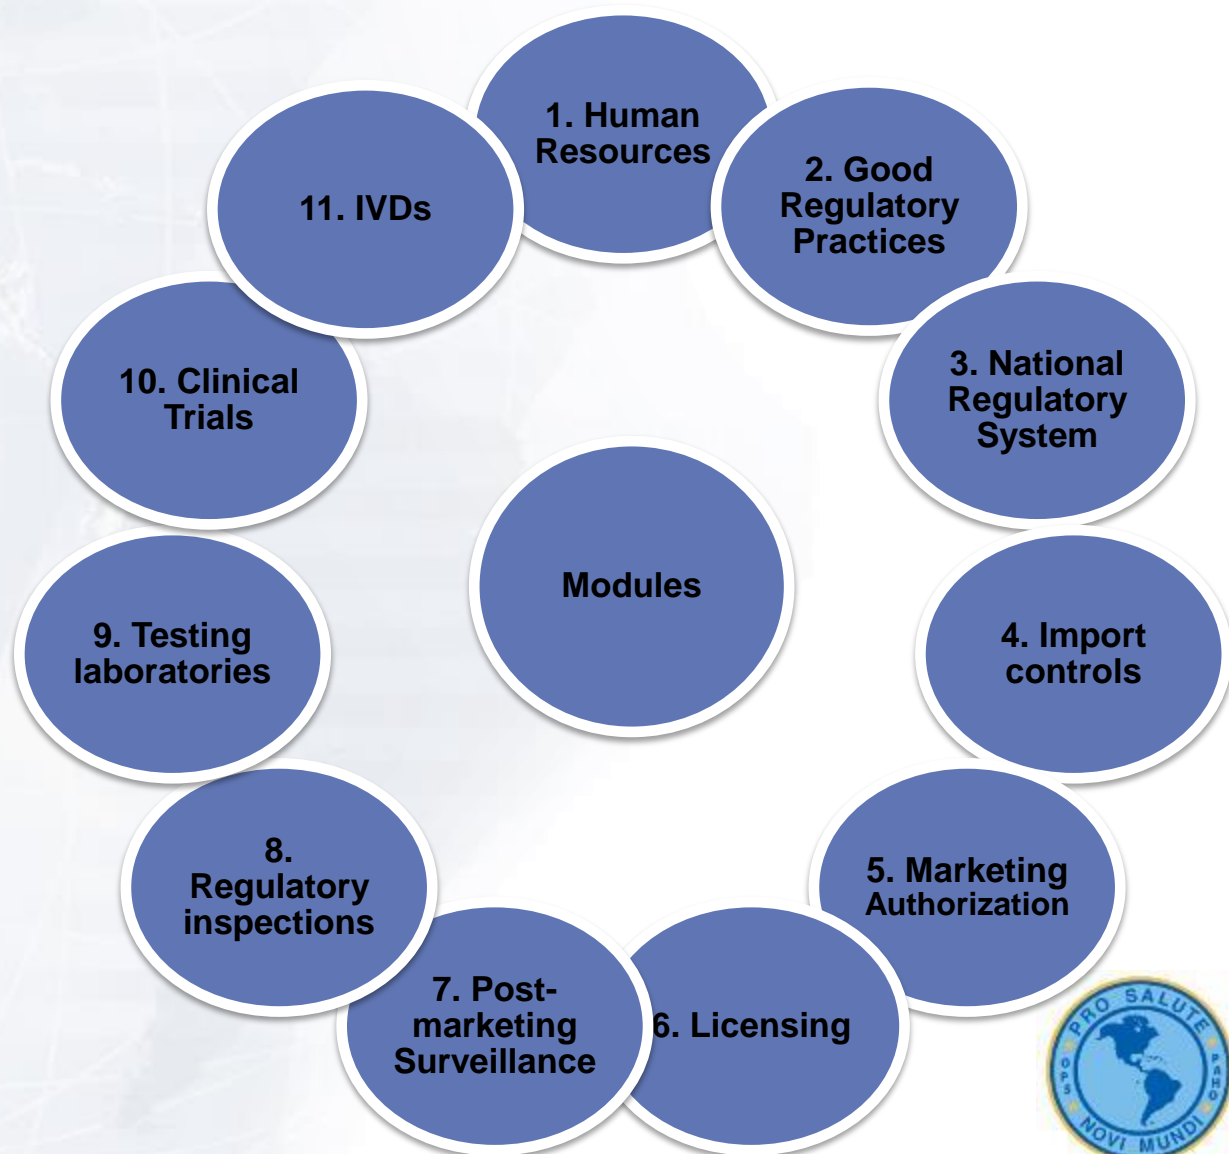 1. Human
Resources
2. Good
Regulatory
Practices
3. National
Regulatory
System
4. Import
controls
5. Marketing
Authorization
6. Licensing
7. Post-
marketing
Surveillance
8.
Regulatory
inspections
9. Testing
laboratories
10. Clinical
Trials
11. IVDs
Modules
PRO SALUTE
NOVI MUNDI
OPS
PAHO